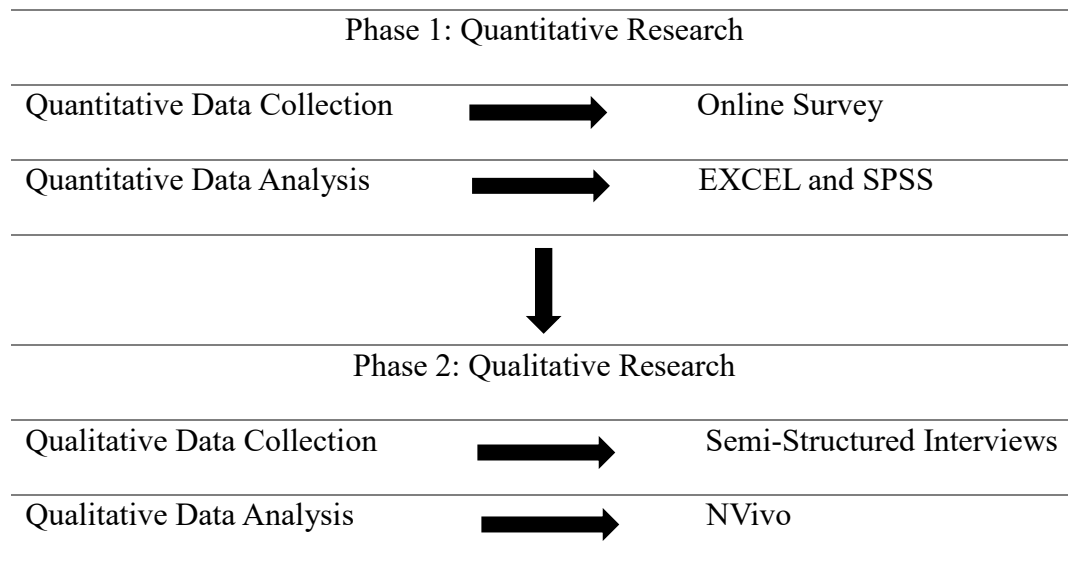 Phase 1: Quantitative Research
Quantitative Data Collection Online Survey
Quantitative Data Analysis EXCEL and SPSS
Phase 2: Qualitative Research
Qualitative Data Collection Semi-Structured Interviews
Qualitative Data Analysis NVivo